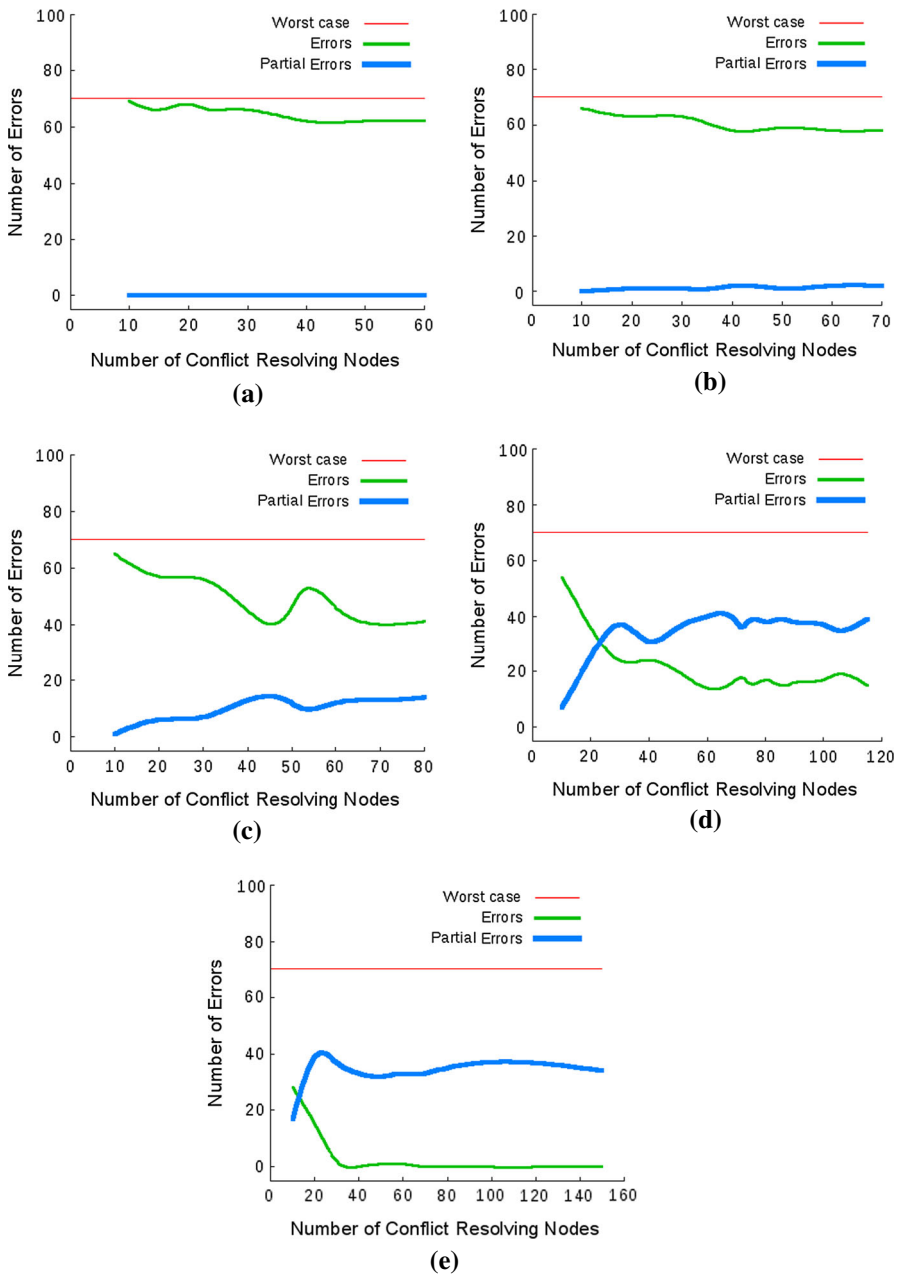 100
80
60
40
20
0
Number of Errors
Worst case
Errors
Partial Errors
0 10 20 30 40 50 60
Number of Conflict Resolving Nodes
(a)
100
80
60
40
20
0
Number of Errors
Worst case
Errors
Partial Errors
0 10 20 30 40 50 60 70
Number of Conflict Resolving Nodes
(b)
100
80
60
40
20
0
Number of Errors
Worst case
Errors
Partial Errors
0 10 20 30 40 50 60 70 80
Number of Conflict Resolving Nodes
(c)
100
80
60
40
20
0
Number of Errors
Worst case
Errors
Partial Errors
0 20 40 60 80 100 120
Number of Conflict Resolving Nodes
(d)
100
80
60
40
20
0
Number of Errors
Worst case
Errors
Partial Errors
0 20 40 60 80 100 120 140 160
Number of Conflict Resolving Nodes
(e)